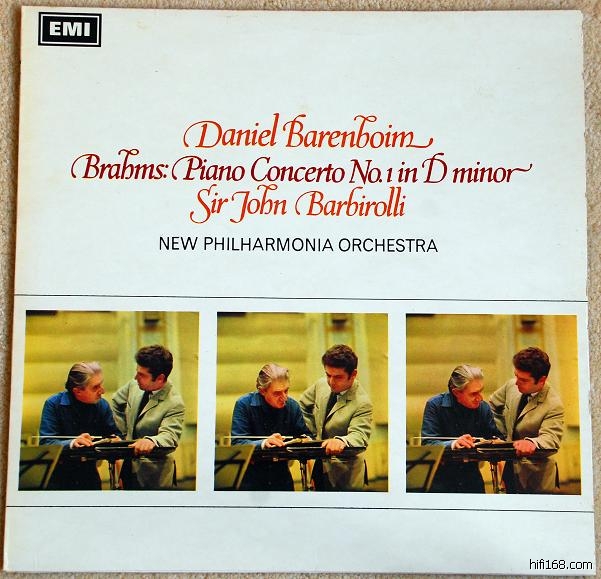 EMI
Daniel Barenboim
Brahms: Piano Concerto No.1 in D minor
Sir John Barbirolli
NEW PHILHARMONIA ORCHESTRA
hifi168.com